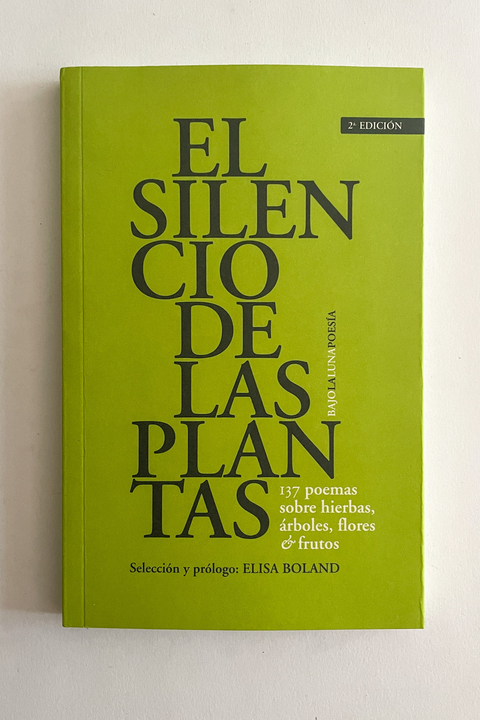 2ª EDICIÓN
EL
SILEN
CIO
DE
LAS
PLAN
TAS
BAJOLALUNAPOESÍA
137 poemas
sobre hierbas,
árboles, flores
& frutos
Selección y prólogo: ELISA BOLAND